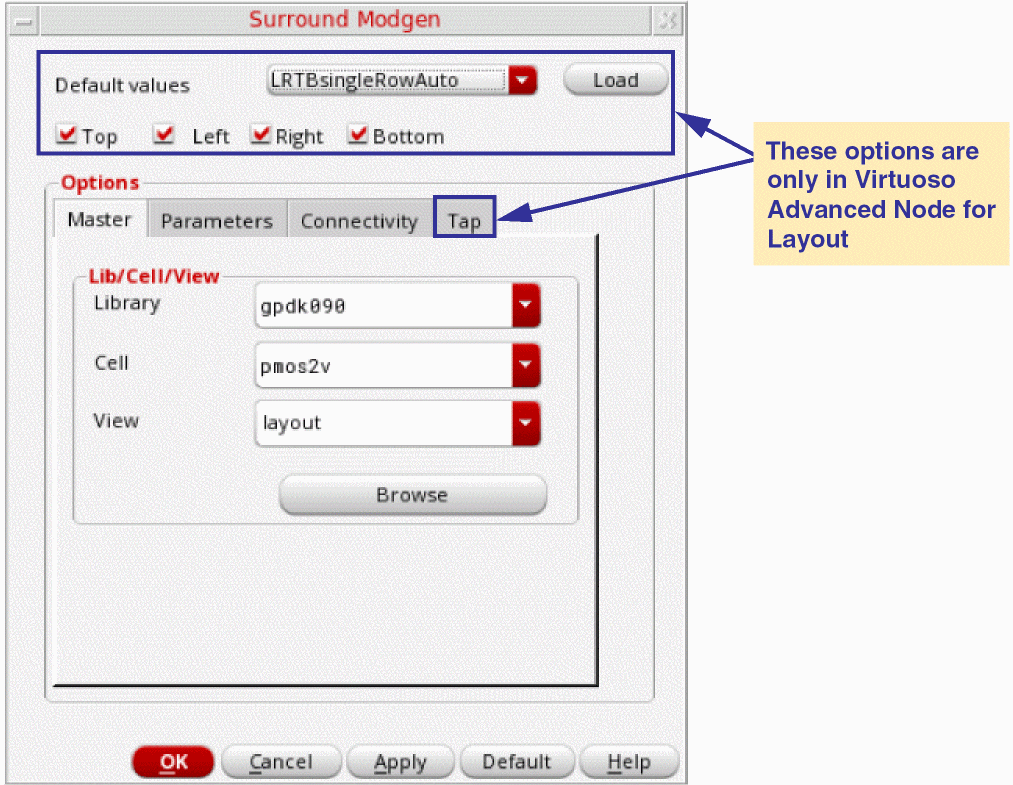 Surround Modgen
Default values LRTBsingleRowAuto Load
Top Left Right Bottom
Options
Master Parameters Connectivity Tap
Lib/Cell/View
Library gpdk090
Cell pmos2v
View layout
Browse
OK Cancel Apply Default Help
These options are
only in Virtuoso
Advanced Node for
Layout